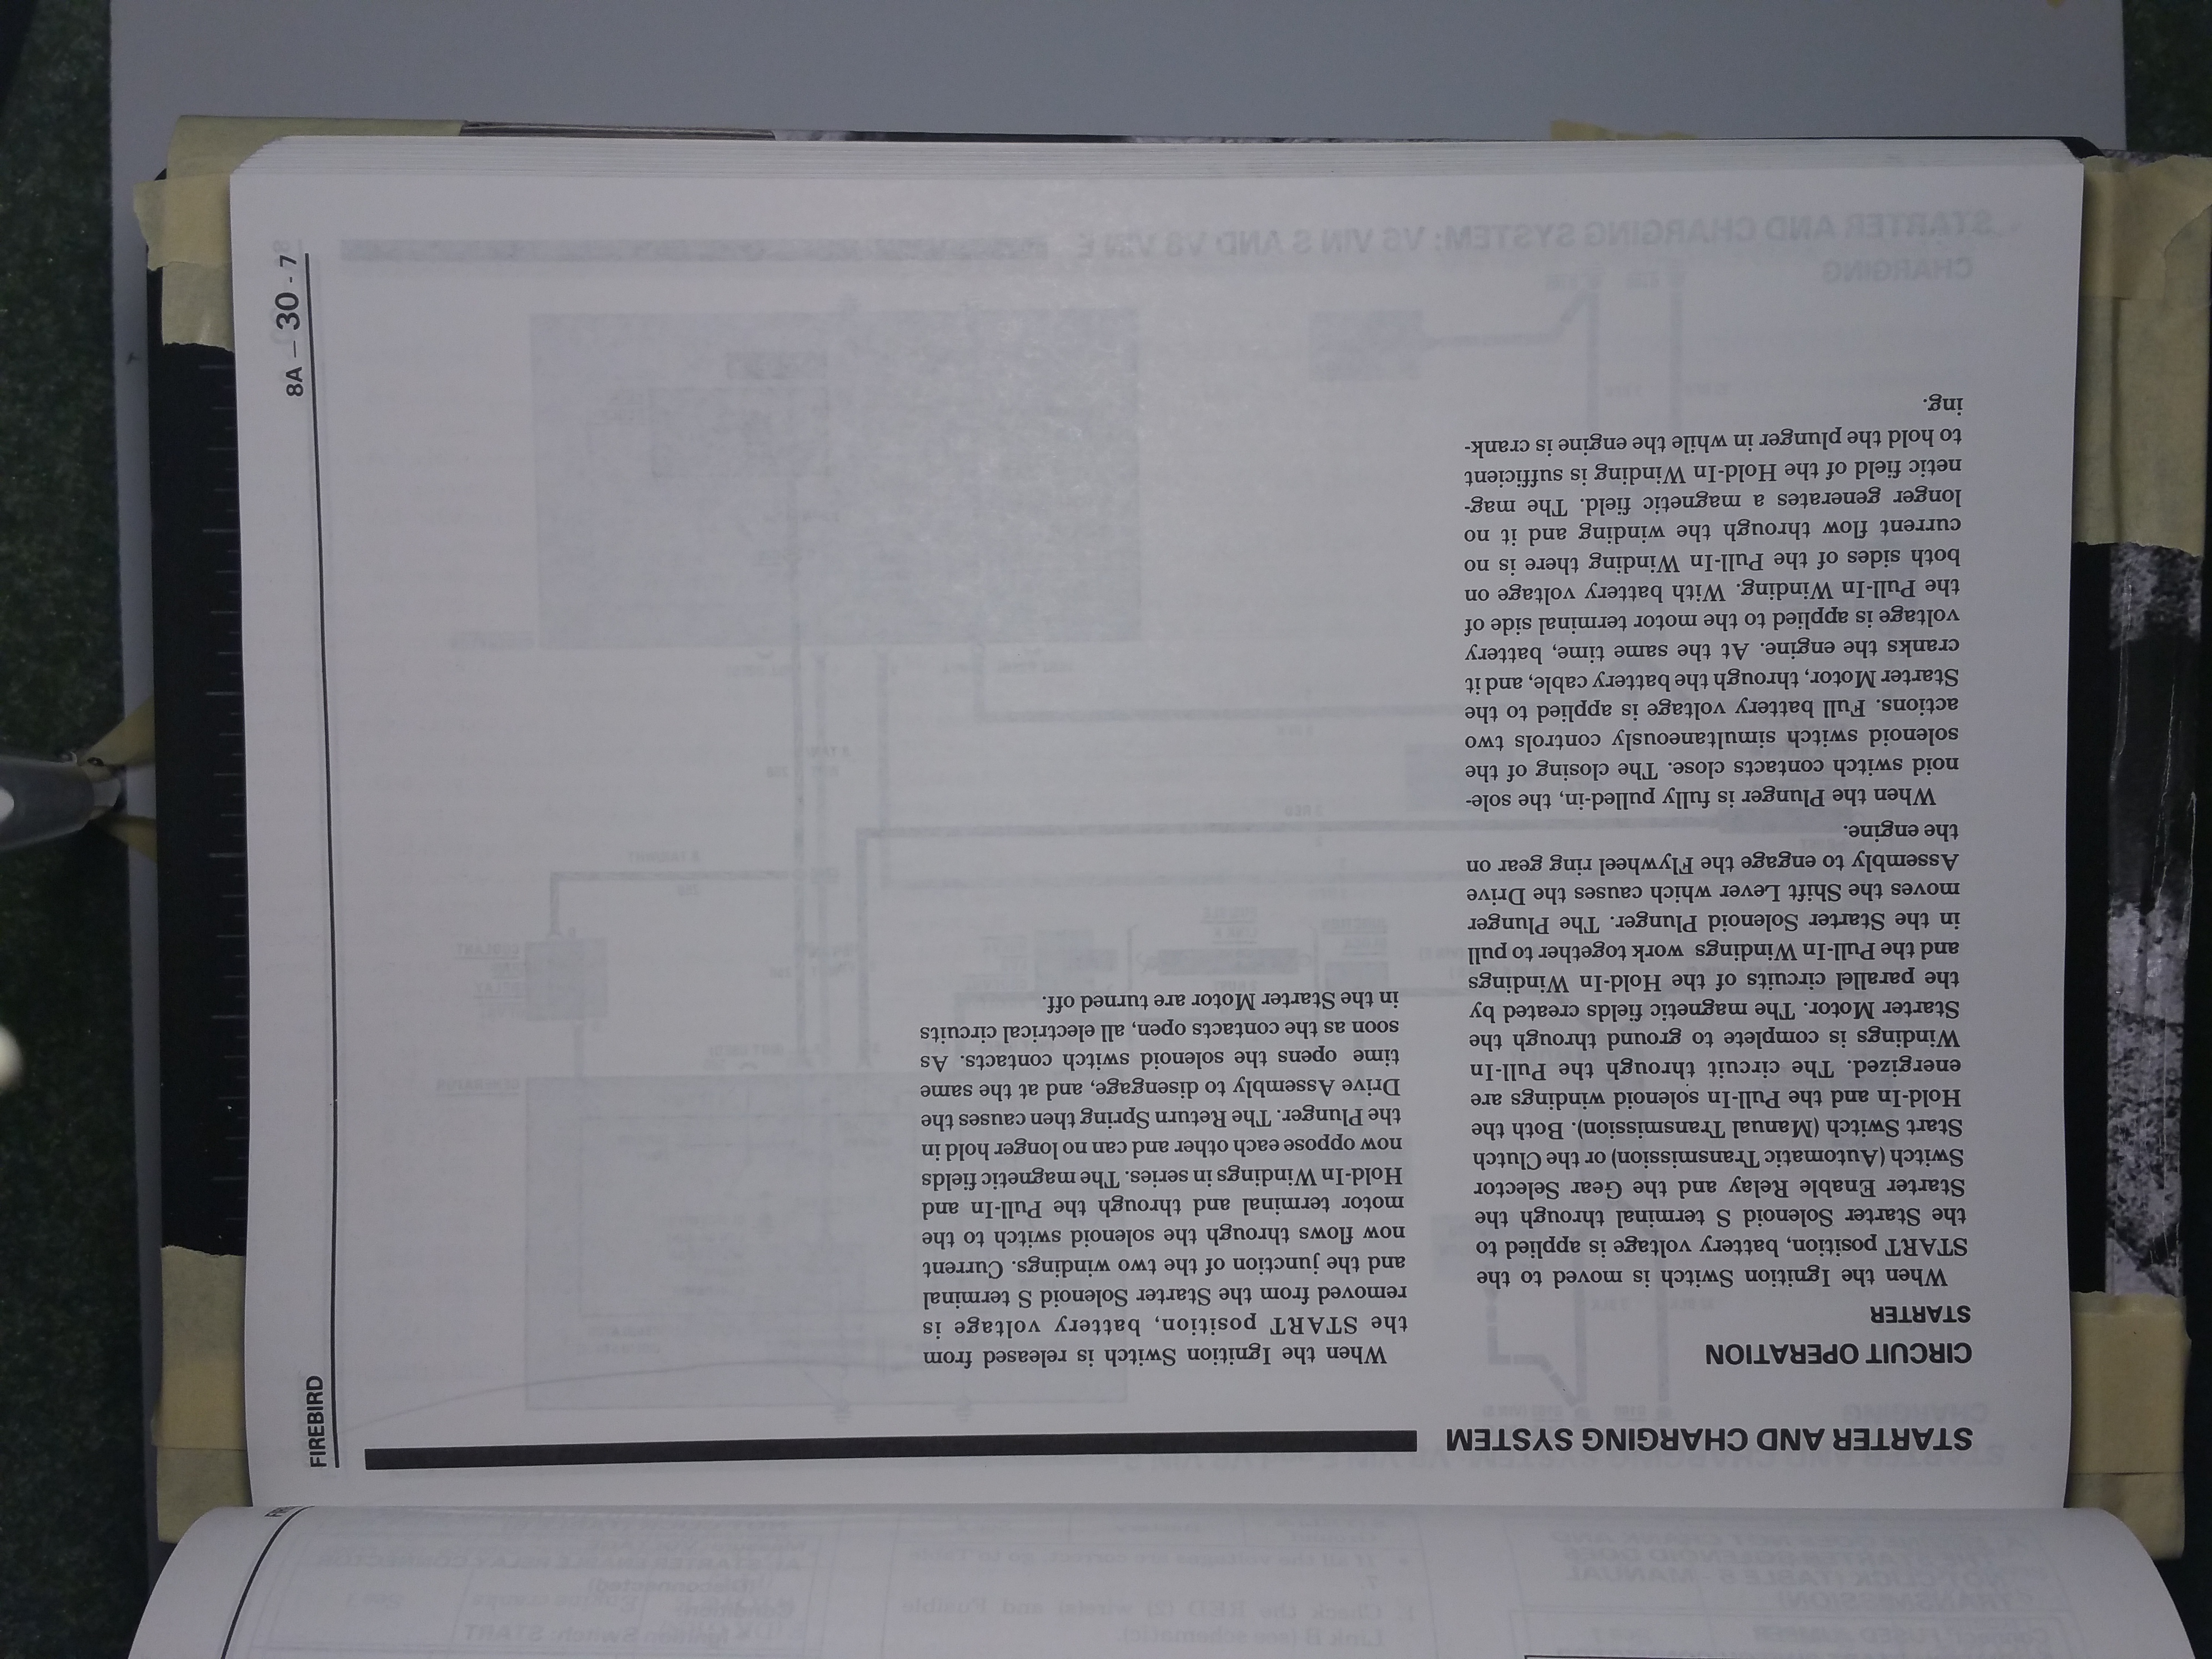 8A — 30 - 7
FIREBIRD
STARTER AND CHARGING SYSTEM
CIRCUIT OPERATION
STARTER
When the Ignition Switch is moved to the
START position, battery voltage is applied to
the Starter Solenoid S terminal through the
Starter Enable Relay and the Gear Selector
Switch (Automatic Transmission) or the Clutch
Start Switch (Manual Transmission). Both the
Hold-In and the Pull-In solenoid windings are
energized. The circuit through the Pull-In
Windings is complete to ground through the
Starter Motor. The magnetic fields created by
the parallel circuits of the Hold-In Windings
and the Pull-In Windings work together to pull
in the Starter Solenoid Plunger. The Plunger
moves the Shift Lever which causes the Drive
Assembly to engage the Flywheel ring gear on
the engine.
When the Plunger is fully pulled-in, the sole-
noid switch contacts close. The closing of the
solenoid switch simultaneously controls two
actions. Full battery voltage is applied to the
Starter Motor, through the battery cable, and it
cranks the engine. At the same time, battery
voltage is applied to the motor terminal side of
the Pull-In Winding. With battery voltage on
both sides of the Pull-In Winding there is no
current flow through the winding and it no
longer generates a magnetic field. The mag-
netic field of the Hold-In Winding is sufficient
to hold the plunger in while the engine is crank-
ing.
When the Ignition Switch is released from
the START position, battery voltage is
removed from the Starter Solenoid S terminal
and the junction of the two windings. Current
now flows through the solenoid switch to the
motor terminal and through the Pull-In and
Hold-In Windings in series. The magnetic fields
now oppose each other and can no longer hold in
the Plunger. The Return Spring then causes the
Drive Assembly to disengage, and at the same
time opens the solenoid switch contacts. As
soon as the contacts open, all electrical circuits
in the Starter Motor are turned off.